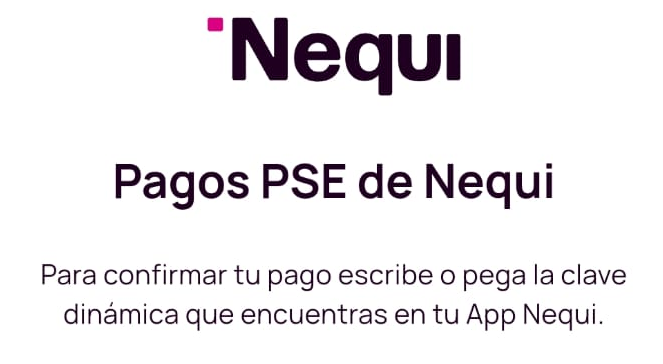 Nequi
Pagos PSE de Nequi
Para confirmar tu pago escribe o pega la clave
dinámica que encuentras en tu App Nequi.